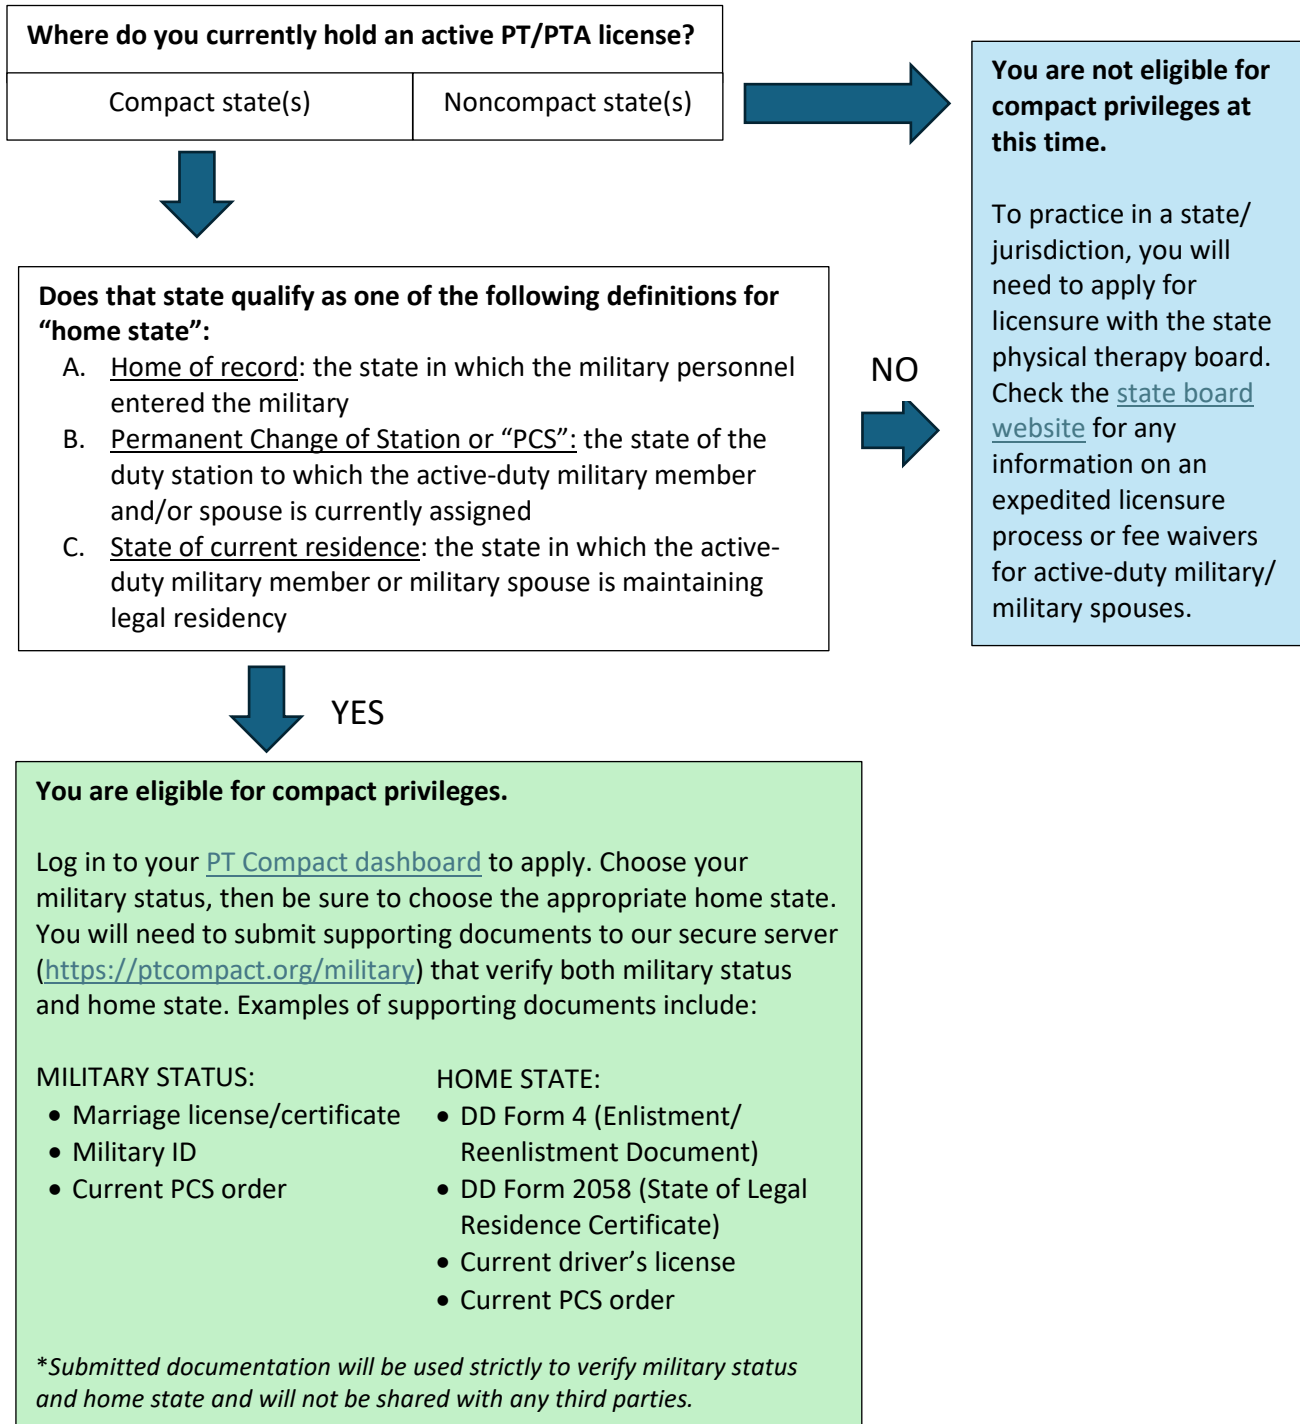 Where do you currently hold an active PT/PTA license?
Compact state(s)
Noncompact state(s)
You are not eligible for
compact privileges at
this time.
To practice in a state/
jurisdiction, you will
need to apply for
licensure with the state
physical therapy board.
Check the state board
website for any
information on an
expedited licensure
process or fee waivers
for active-duty military/
military spouses.
Does that state qualify as one of the following definitions for
“home state”:
A. Home of record: the state in which the military personnel
entered the military
B. Permanent Change of Station or “PCS”: the state of the
duty station to which the active-duty military member
and/or spouse is currently assigned
C. State of current residence: the state in which the active-
duty military member or military spouse is maintaining
legal residency
NO
YES
You are eligible for compact privileges.
Log in to your PT Compact dashboard to apply. Choose your
military status, then be sure to choose the appropriate home state.
You will need to submit supporting documents to our secure server
(https://ptcompact.org/military) that verify both military status
and home state. Examples of supporting documents include:
MILITARY STATUS:
• Marriage license/certificate
• Military ID
• Current PCS order
HOME STATE:
• DD Form 4 (Enlistment/
Reenlistment Document)
• DD Form 2058 (State of Legal
Residence Certificate)
• Current driver’s license
• Current PCS order
*Submitted documentation will be used strictly to verify military status
and home state and will not be shared with any third parties.